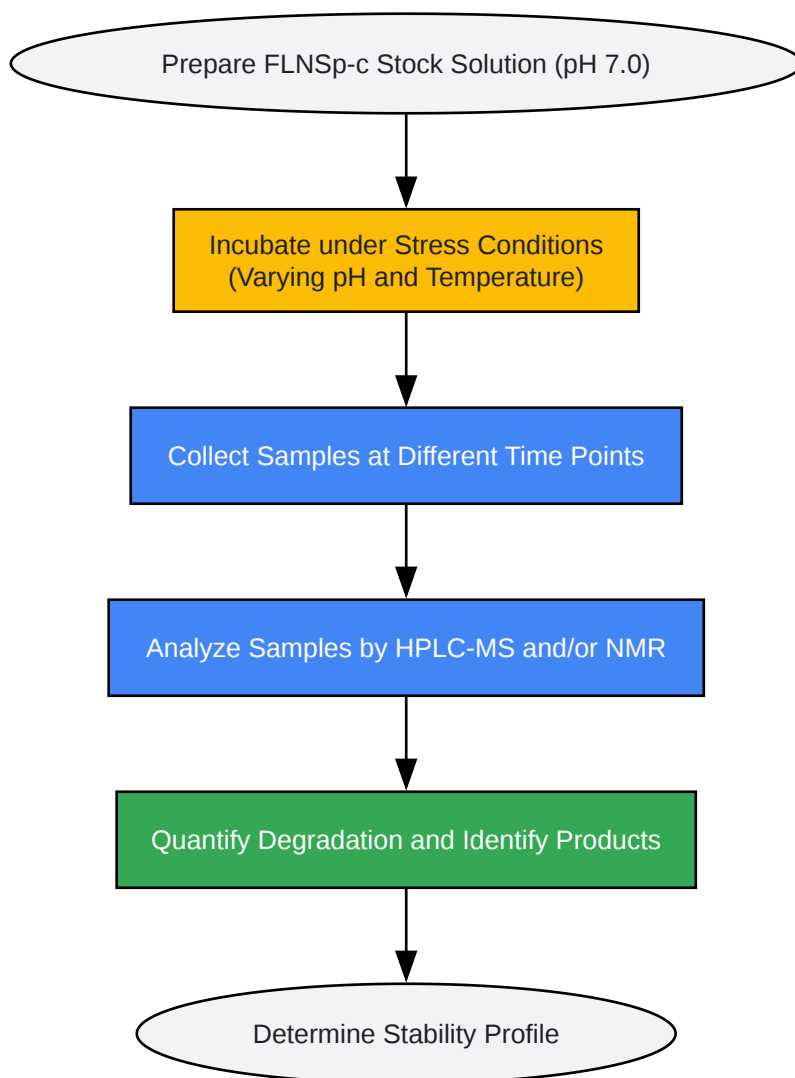 Prepare FLNSp-c Stock Solution (pH 7.0)
Incubate under Stress Conditions
(Varying pH and Temperature)
Collect Samples at Different Time Points
Analyze Samples by HPLC-MS and/or NMR
Quantify Degradation and Identify Products
Determine Stability Profile